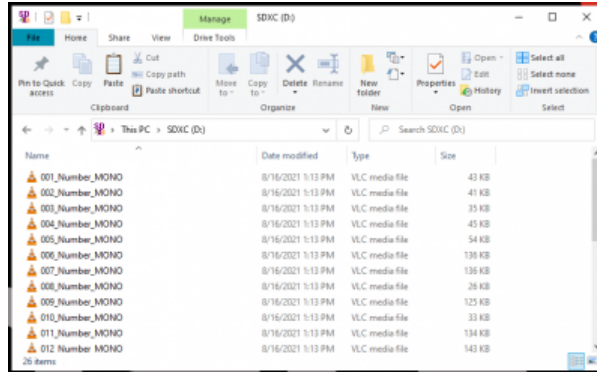 Manage SDXC (D:)
File Home Share View Drive Tools
Pin to Quick access
Copy
Paste
Cut
Copy path
Paste shortcut
Move to
Copy to
Delete
Rename
New folder
Properties
Open
Edit
History
Select all
Select none
Invert selection
Clipboard Organize New Open Select
This PC > SDXC (D:)
Search SDXC (D:)
Name Date modified Type Size
001_Number_MONO 8/16/2021 1:13 PM VLC media file 43 KB
002_Number_MONO 8/16/2021 1:13 PM VLC media file 41 KB
003_Number_MONO 8/16/2021 1:13 PM VLC media file 35 KB
004_Number_MONO 8/16/2021 1:13 PM VLC media file 45 KB
005_Number_MONO 8/16/2021 1:13 PM VLC media file 54 KB
006_Number_MONO 8/16/2021 1:13 PM VLC media file 136 KB
007_Number_MONO 8/16/2021 1:13 PM VLC media file 136 KB
008_Number_MONO 8/16/2021 1:13 PM VLC media file 26 KB
009_Number_MONO 8/16/2021 1:13 PM VLC media file 125 KB
010_Number_MONO 8/16/2021 1:13 PM VLC media file 33 KB
011_Number_MONO 8/16/2021 1:13 PM VLC media file 134 KB
012_Number_MONO 8/16/2021 1:13 PM VLC media file 143 KB
26 items